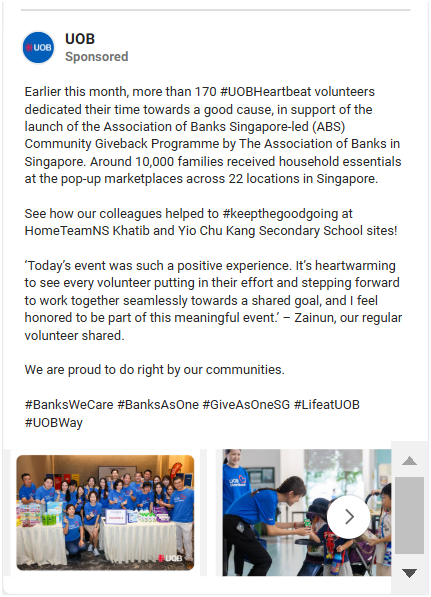 UOB
UOB
Sponsored
Earlier this month, more than 170 #UOBHeartbeat volunteers
dedicated their time towards a good cause, in support of the
launch of the Association of Banks Singapore-led (ABS)
Community Giveback Programme by The Association of Banks in
Singapore. Around 10,000 families received household essentials
at the pop-up marketplaces across 22 locations in Singapore.
See how our colleagues helped to #keepthegoodgoing at
HomeTeamNS Khatib and Yio Chu Kang Secondary School sites!
‘Today’s event was such a positive experience. It’s heartwarming
to see every volunteer putting in their effort and stepping forward
to work together seamlessly towards a shared goal, and I feel
honored to be part of this meaningful event.’ – Zainun, our regular
volunteer shared.
We are proud to do right by our communities.
#BanksWeCare #BanksAsOne #GiveAsOneSG #LifeatUOB
#UOBWay
UOB
UOB